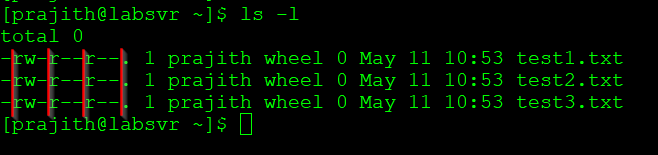 [prajith@labsvr ~]$ ls -l
total 0
-rw-r--r--. 1 prajith wheel 0 May 11 10:53 test1.txt
-rw-r--r--. 1 prajith wheel 0 May 11 10:53 test2.txt
-rw-r--r--. 1 prajith wheel 0 May 11 10:53 test3.txt
[prajith@labsvr ~]$